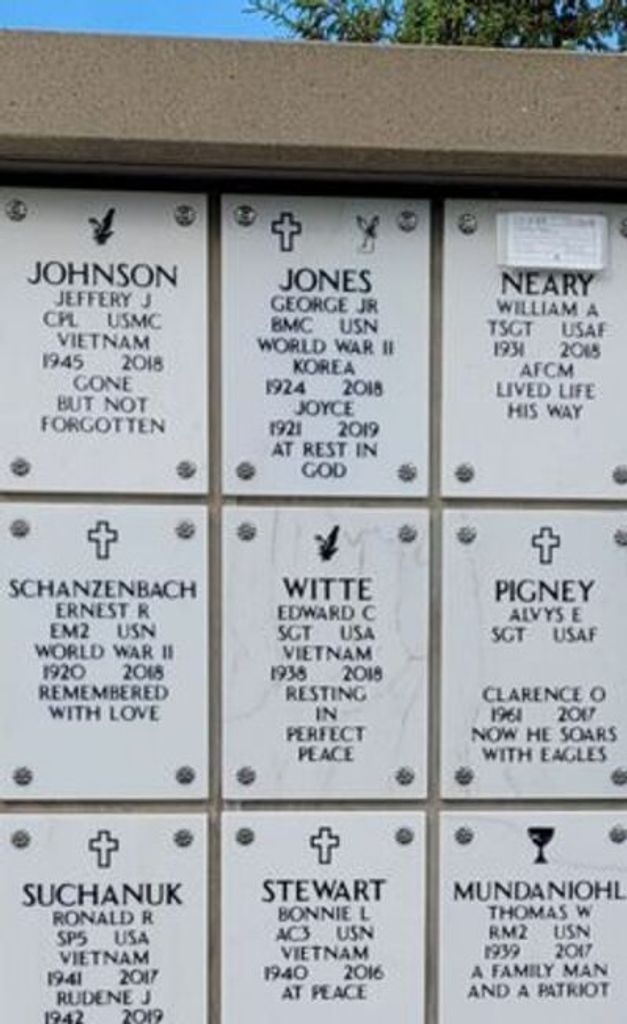 JOHNSON
JEFFERY J
CPL USMC
VIETNAM
1945 2018
GONE
BUT NOT
FORGOTTEN
JONES
GEORGE JR
BMC USN
WORLD WAR II
KOREA
1924 2018
JOYCE
1921 2019
AT REST IN
GOD
NEARY
WILLIAM A
TSGT USAF
1931 2018
AFCM
LIVED LIFE
HIS WAY
SCHANZENBACH
ERNEST R
EM2 USN
WORLD WAR II
1920 2018
REMEMBERED
WITH LOVE
WITTE
EDWARD C
SGT USA
VIETNAM
1938 2018
RESTING
IN
PERFECT
PEACE
PIGNEY
ALVYS E
SGT USAF
CLARENCE O
1961 2017
NOW HE SOARS
WITH EAGLES
SUCHANUK
RONALD R
SP5 USA
VIETNAM
1941 2017
RUDENE J
1942 2019
STEWART
BONNIE L
AC3 USN
VIETNAM
1940 2016
AT PEACE
MUNDANIOHL
THOMAS W
RM2 USN
1939 2017
A FAMILY MAN
AND A PATRIOT